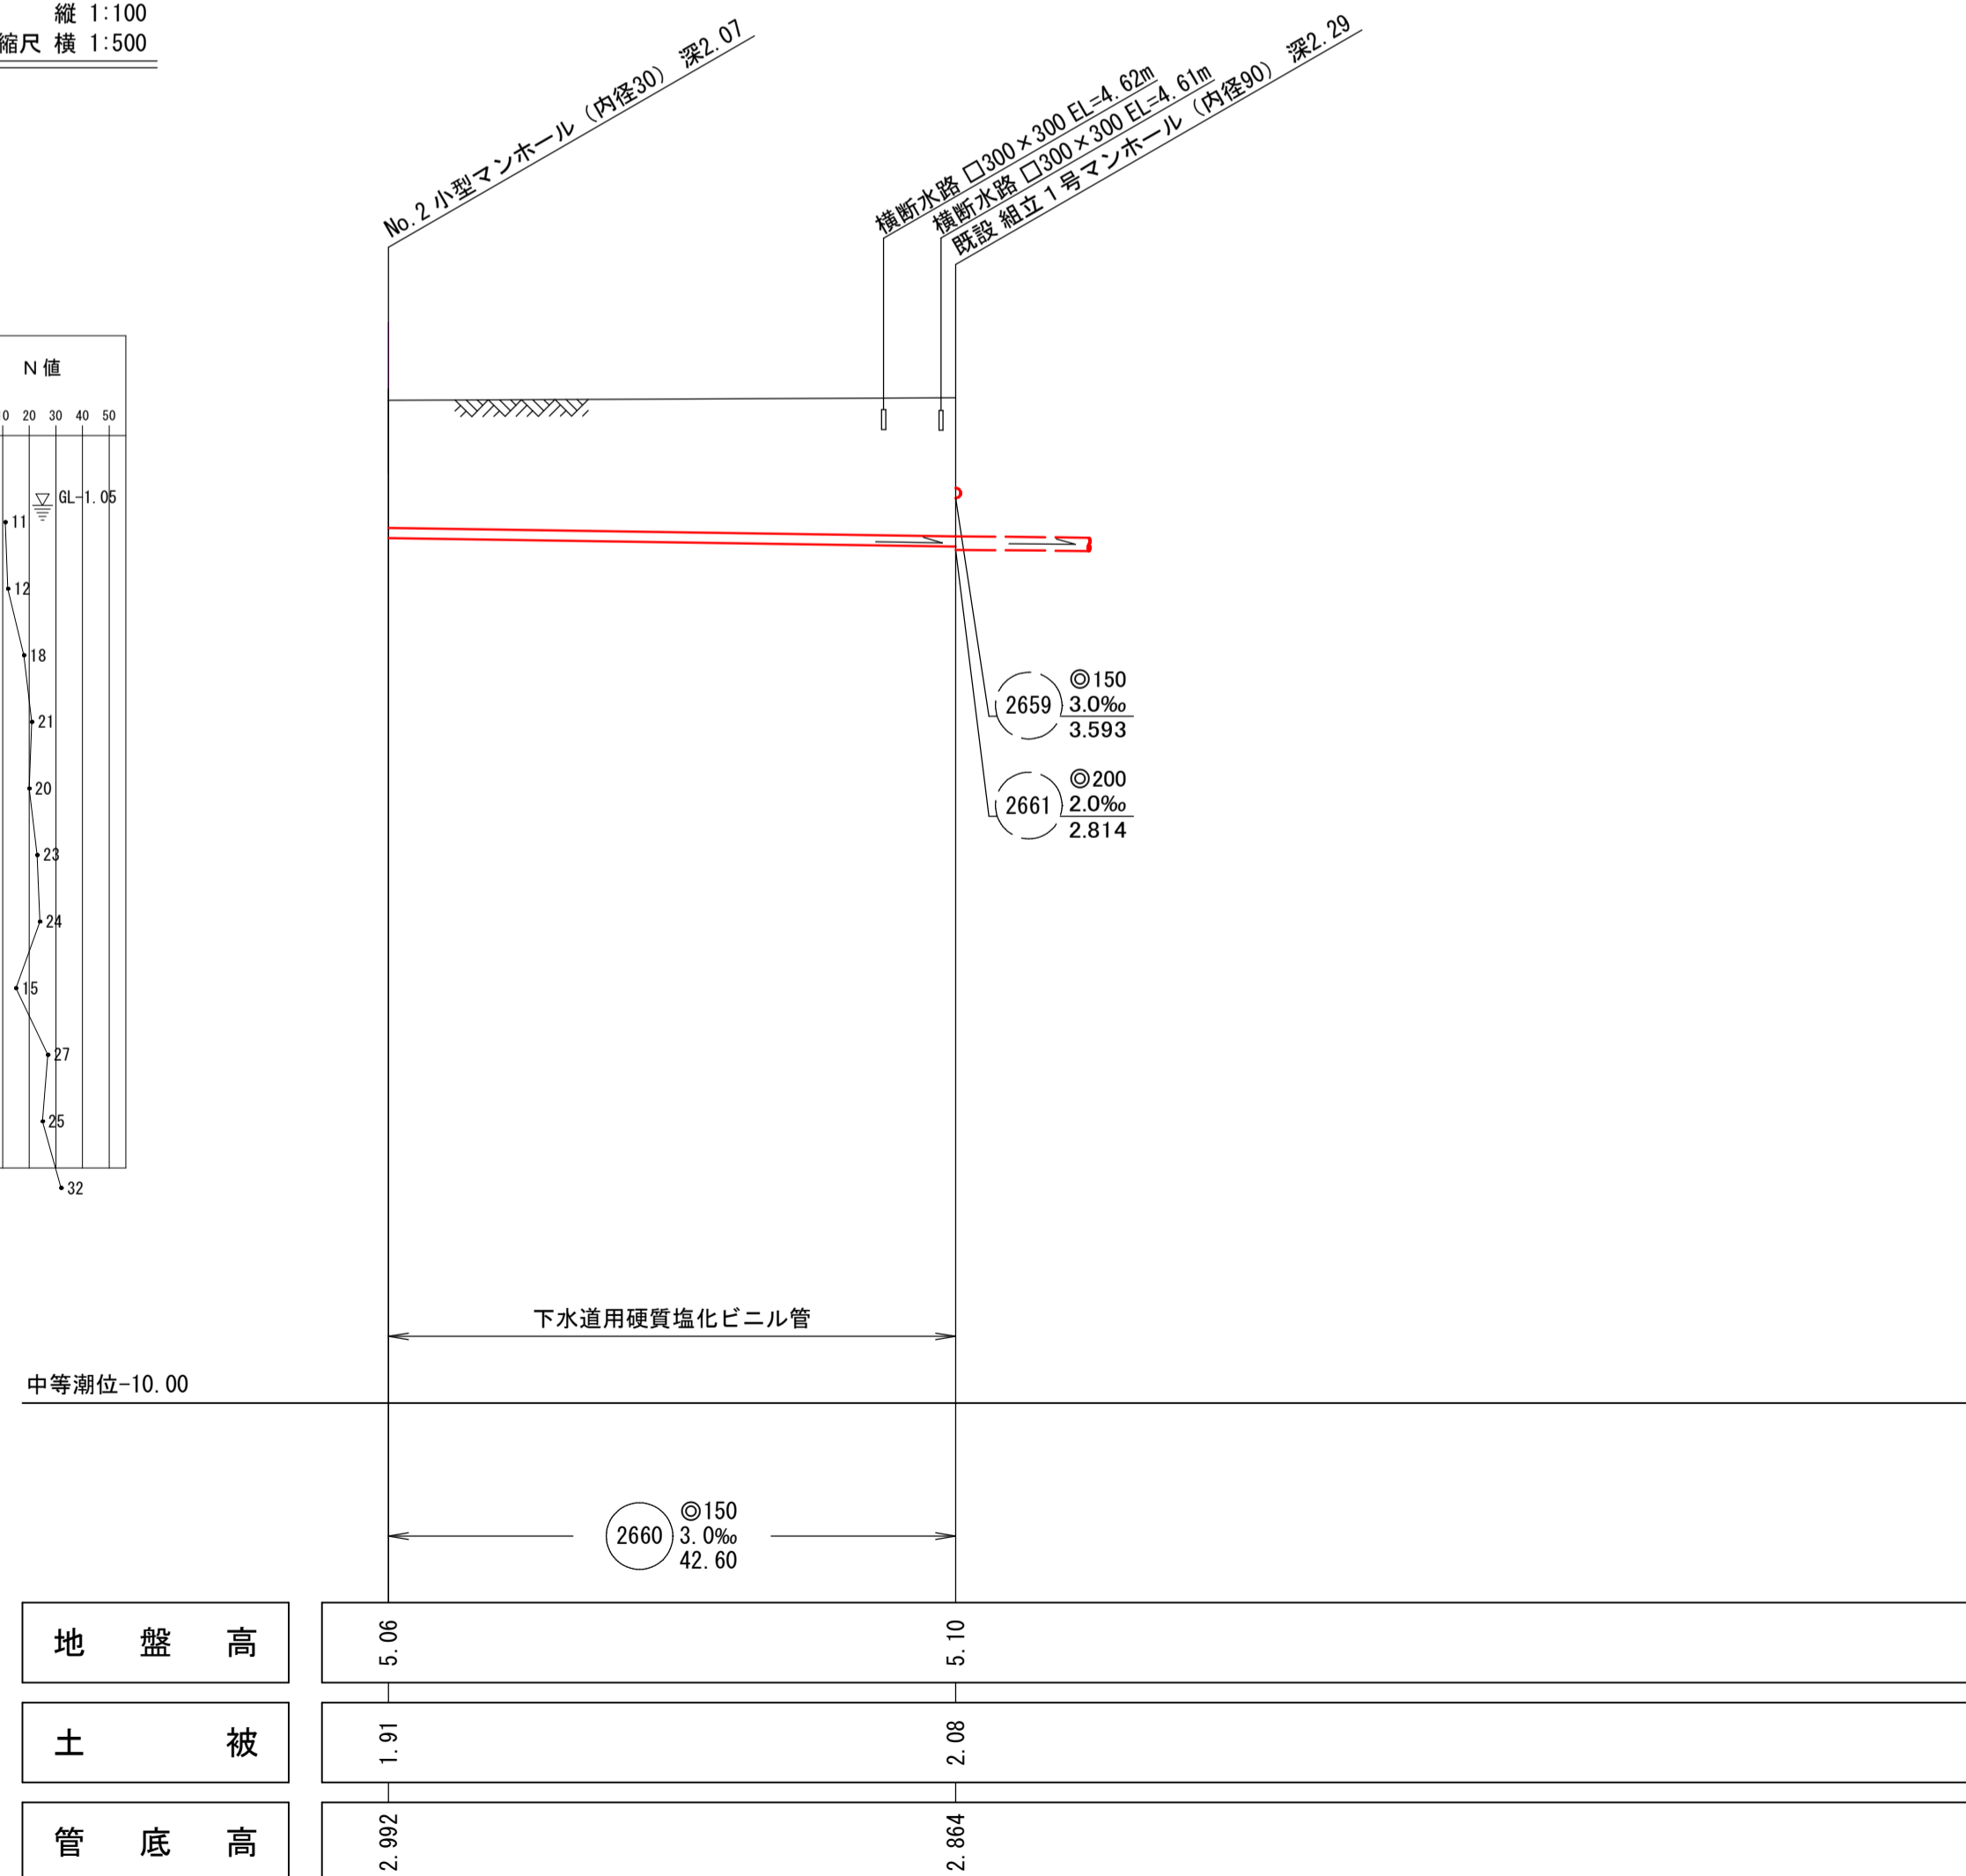 縦 1:100
縮尺 横 1:500
No.2 小型マンホール（内径30） 深2.07
横断水路 □300×300 EL=4.62m
横断水路 □300×300 EL=4.61m
既設 組立1号マンホール（内径90） 深2.29
N 値
20 30 40 50
GL-1.05
11
12
18
21
20
23
24
15
27
25
32
2659
◎150
3.0‰
3.593
2661
◎200
2.0‰
2.814
下水道用硬質塩化ビニル管
中等潮位-10.00
2660
◎150
3.0‰
42.60
地 盤 高
5.06
5.10
土 被
1.91
2.08
管 底 高
2.992
2.864